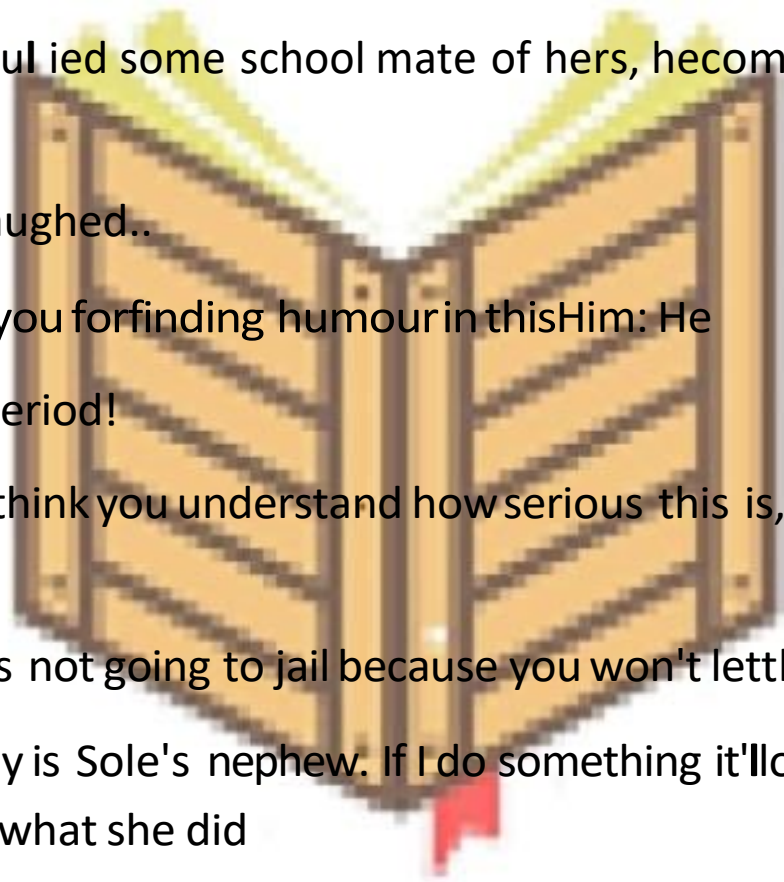 ul ied some school mate of hers, hecom
ughed..
you forfinding humourin thisHim: He
eriod!
think you understand how serious this is,
s not going to jail because you won't lettl
y is Sole's nephew. If I do something it'llc
what she did